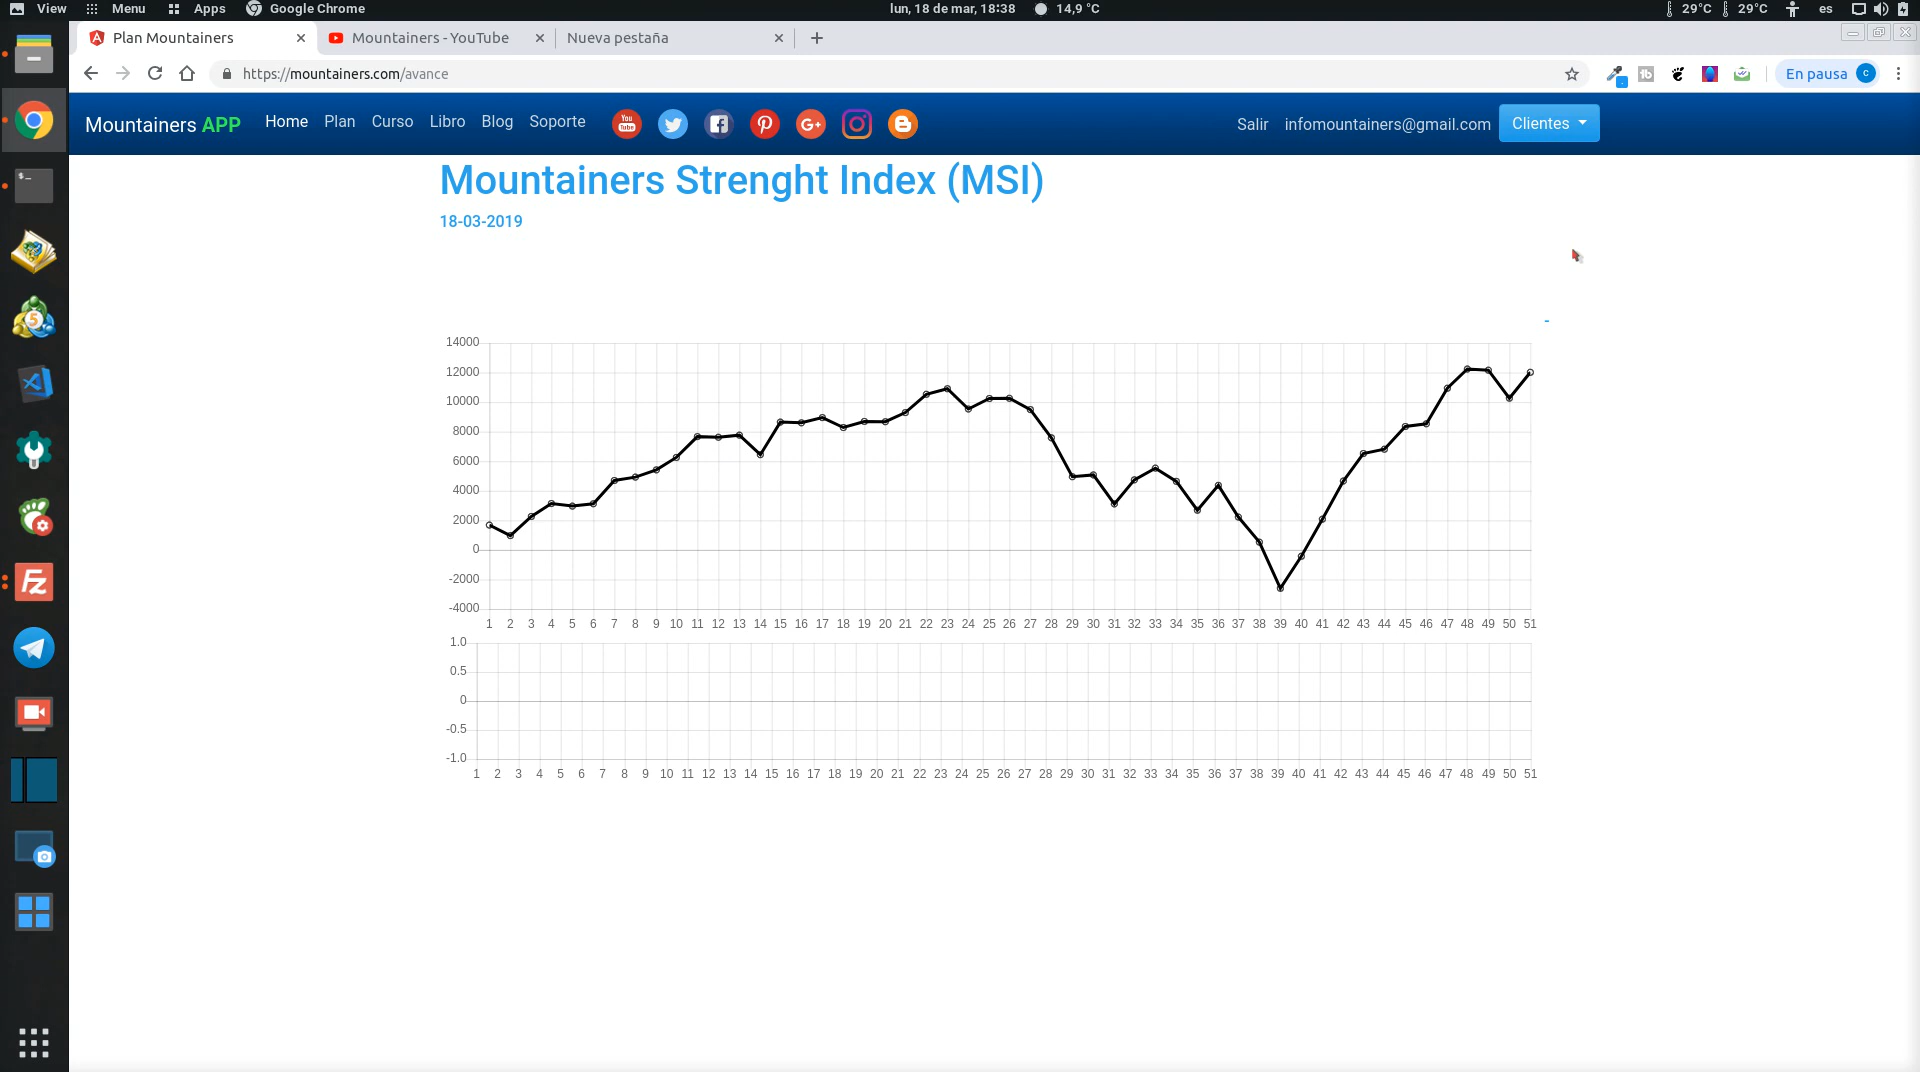 View Menu Apps Google Chrome lun, 18 de mar, 18:38 14,9 °C 29°C 29°C es
Plan Mountainers Mountainers - YouTube Nueva pestaña
https://mountainers.com/avance tb En pausa c
Mountainers APP Home Plan Curso Libro Blog Soporte You Tube G+ Salir infomountainers@gmail.com Clientes
Mountainers Strenght Index (MSI)
18-03-2019
-
14000
12000
10000
8000
6000
4000
2000
0
-2000
-4000
1 2 3 4 5 6 7 8 9 10 11 12 13 14 15 16 17 18 19 20 21 22 23 24 25 26 27 28 29 30 31 32 33 34 35 36 37 38 39 40 41 42 43 44 45 46 47 48 49 50 51
1.0
0.5
0
-0.5
-1.0
1 2 3 4 5 6 7 8 9 10 11 12 13 14 15 16 17 18 19 20 21 22 23 24 25 26 27 28 29 30 31 32 33 34 35 36 37 38 39 40 41 42 43 44 45 46 47 48 49 50 51
$_
5
FZ